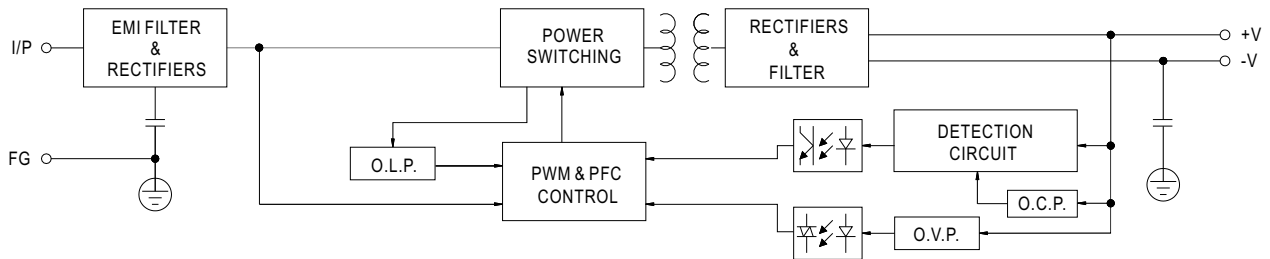 I/P
EMI FILTER
&
RECTIFIERS
POWER
SWITCHING
RECTIFIERS
&
FILTER
+V
-V
FG
O.L.P.
PWM & PFC
CONTROL
DETECTION
CIRCUIT
O.C.P.
O.V.P.